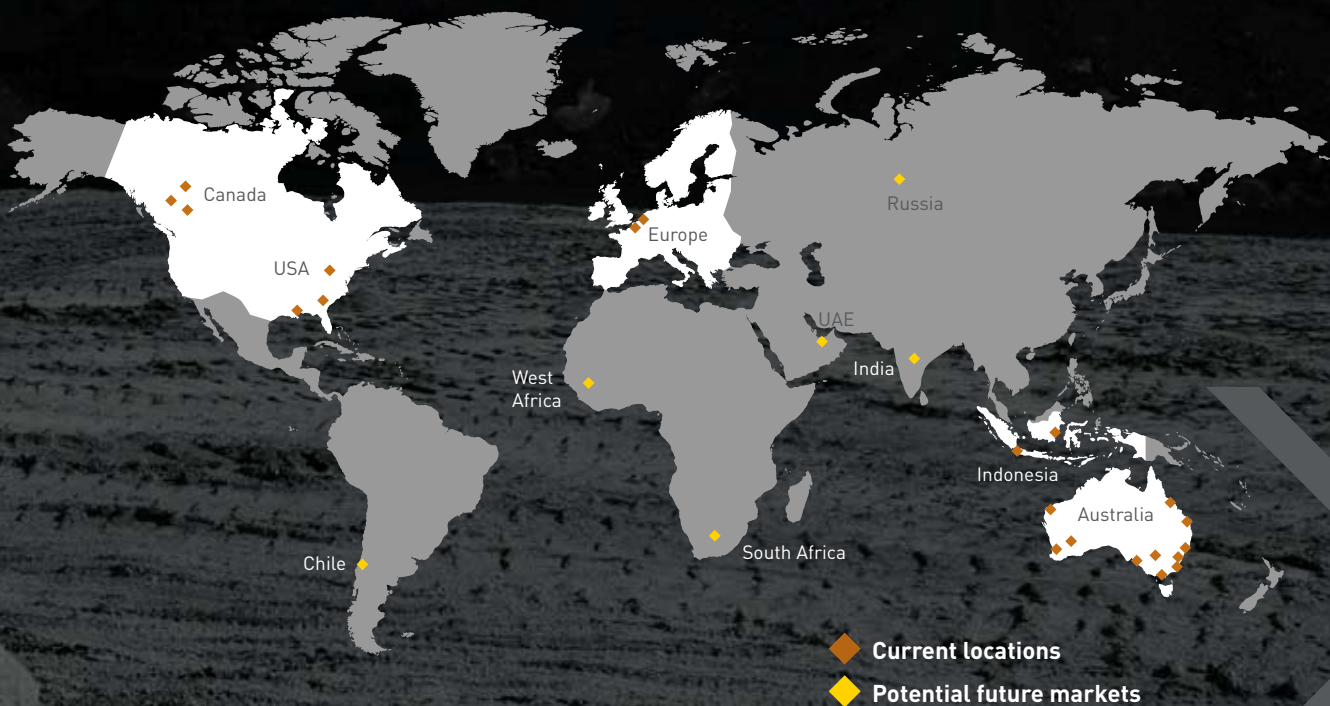 Canada
USA
Europe
Russia
UAE
India
West
Africa
Indonesia
Australia
South Africa
Chile
Current locations
Potential future markets